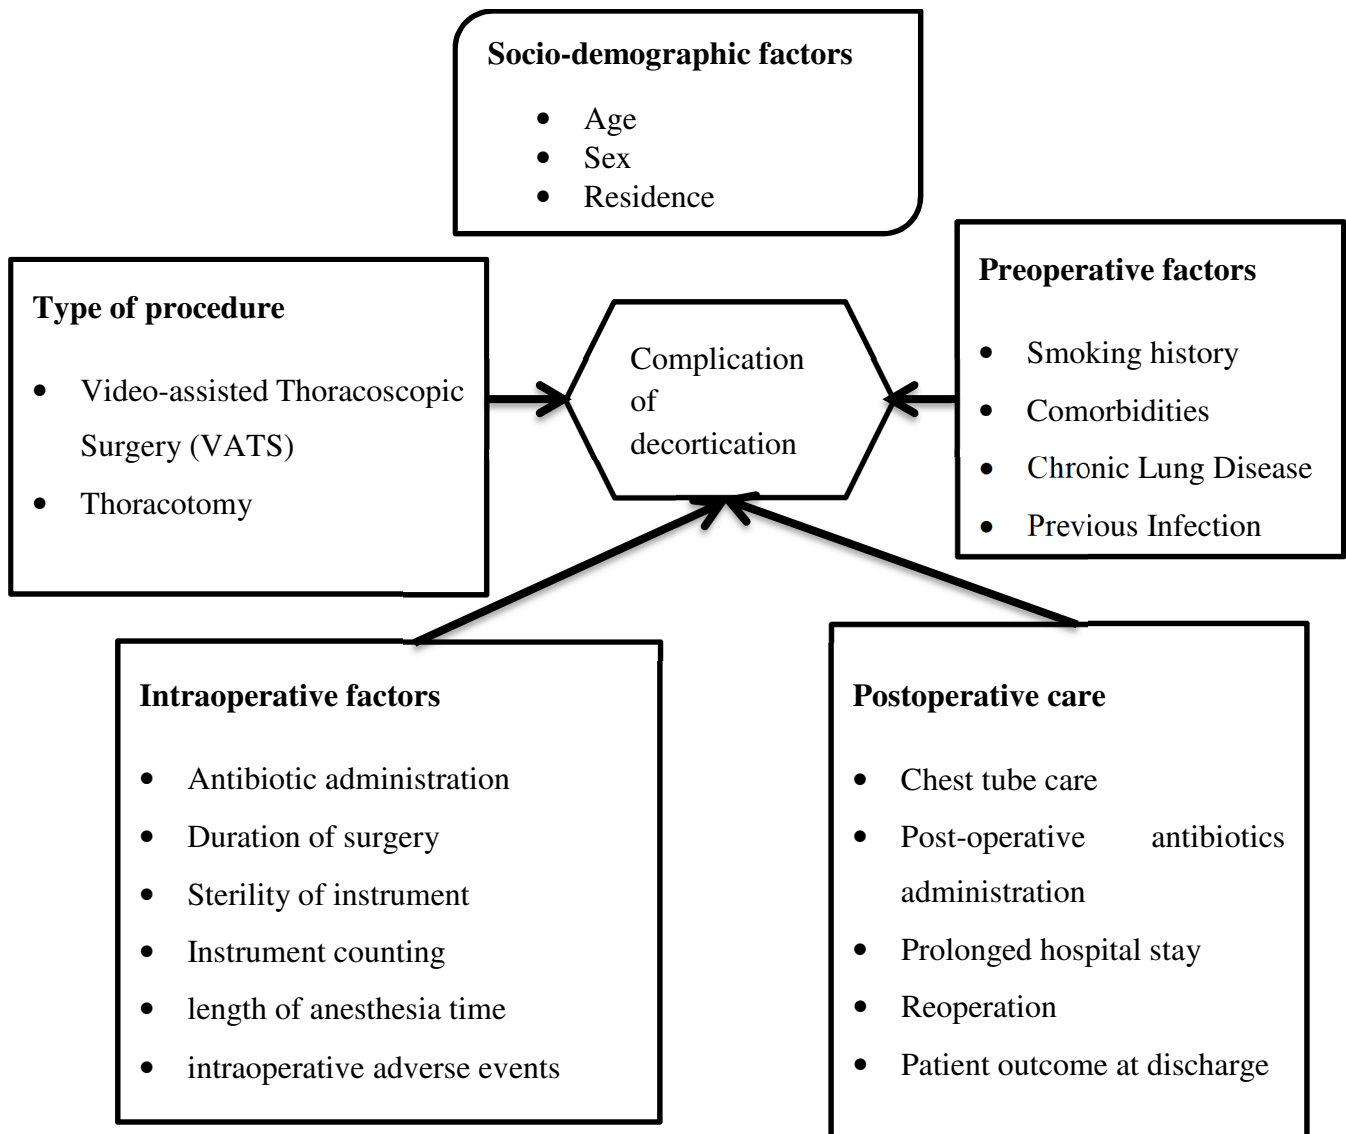 Socio-demographic factors
• Age
• Sex
• Residence
Type of procedure
• Video-assisted Thoracoscopic
Surgery (VATS)
• Thoracotomy
Complication
of
decortication
Preoperative factors
• Smoking history
• Comorbidities
• Chronic Lung Disease
• Previous Infection
Intraoperative factors
• Antibiotic administration
• Duration of surgery
• Sterility of instrument
• Instrument counting
• length of anesthesia time
• intraoperative adverse events
Postoperative care
• Chest tube care
• Post-operative antibiotics
administration
• Prolonged hospital stay
• Reoperation
• Patient outcome at discharge